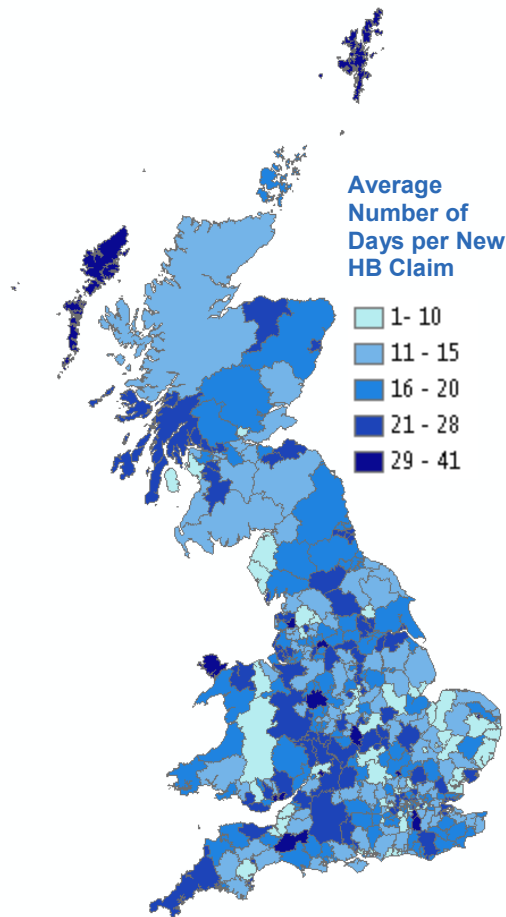 Average
Number of
Days per New
HB Claim
1- 10
11 - 15
16 - 20
21 - 28
29 - 41